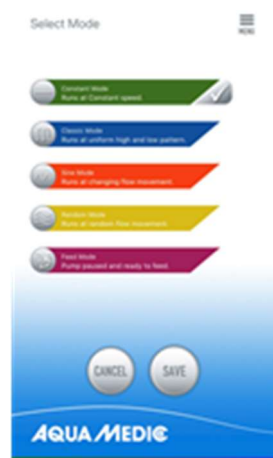 Select Mode
MENU
Constant Mode
Runs at Constant speed.
Classic Mode
Runs at uniform high and low pattern.
Sine Mode
Runs at changing flow movement.
Random Mode
Runs at random flow movement.
Feed Mode
Pump paused and ready to feed.
CANCEL
SAVE
AQUA MEDIC